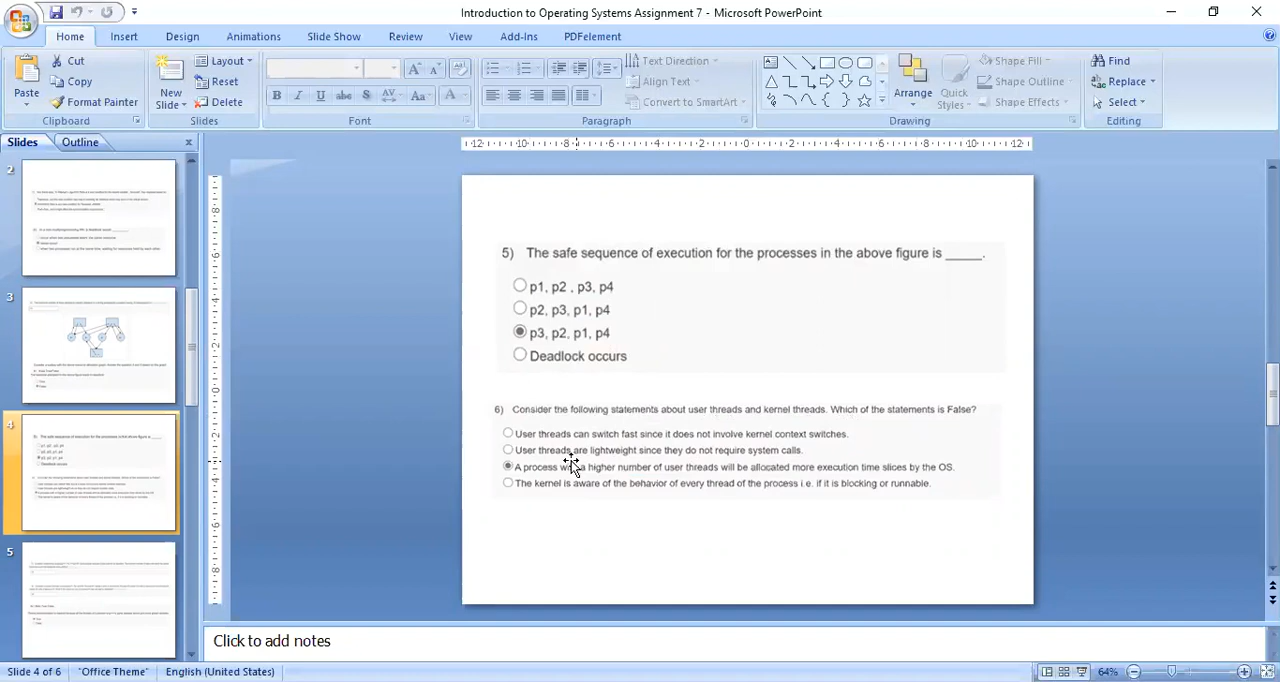 Introduction to Operating Systems Assignment 7 - Microsoft PowerPoint
Home Insert Design Animations Slide Show Review View Add-Ins PDFelement
Paste
Cut
Copy
Format Painter
Clipboard
New Slide
Layout
Reset
Delete
Slides
B I U abc S AV Aa A
Font
Text Direction
Align Text
Convert to SmartArt
Paragraph
Arrange
Quick Styles
Shape Fill
Shape Outline
Shape Effects
Drawing
Find
Replace
Select
Editing
Slides Outline
2
3
4
5
5) The safe sequence of execution for the processes in the above figure is _____.
p1, p2 , p3, p4
p2, p3, p1, p4
p3, p2, p1, p4
Deadlock occurs
6) Consider the following statements about user threads and kernel threads. Which of the statements is False?
User threads can switch fast since it does not involve kernel context switches.
User threads are lightweight since they do not require system calls.
A process with a higher number of user threads will be allocated more execution time slices by the OS.
The kernel is aware of the behavior of every thread of the process i.e. if it is blocking or runnable.
Click to add notes
Slide 4 of 6 "Office Theme" English (United States) 64%